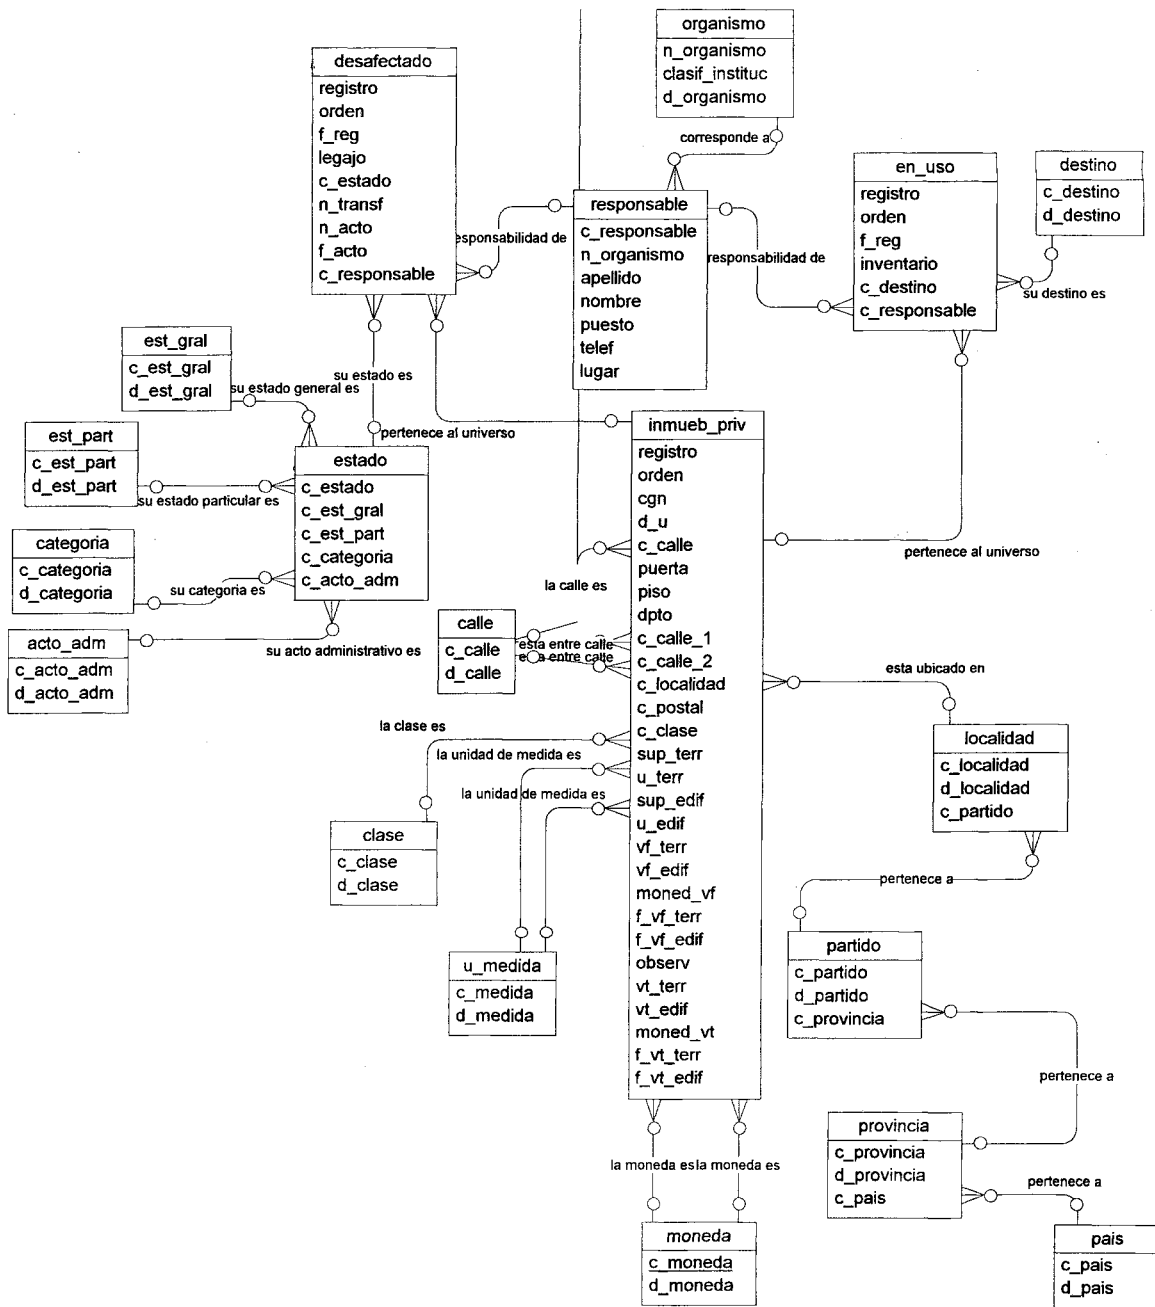 organismo
n_organismo
clasif_instituc
d_organismo
corresponde a
desafectado
registro
orden
f_reg
legajo
c_estado
n_transf
n_acto
f_acto
c_responsable
esponsabilidad de
responsable
c_responsable
n_organismo
apellido
nombre
puesto
telef
lugar
responsabilidad de
en_uso
registro
orden
f_reg
inventario
c_destino
c_responsable
destino
c_destino
d_destino
su destino es
est_gral
c_est_gral
d_est_gral
su estado general es
su estado es
pertenece al universo
est_part
c_est_part
d_est_part
su estado particular es
estado
c_estado
c_est_gral
c_est_part
c_categoria
c_acto_adm
categoria
c_categoria
d_categoria
su categoria es
acto_adm
c_acto_adm
d_acto_adm
su acto administrativo es
inmueb_priv
registro
orden
cgn
d_u
c_calle
puerta
piso
dpto
c_calle_1
c_calle_2
c_localidad
c_postal
c_clase
sup_terr
u_terr
sup_edif
u_edif
vf_terr
vf_edif
moned_vf
f_vf_terr
f_vf_edif
observ
vt_terr
vt_edif
moned_vt
f_vt_terr
f_vt_edif
pertenece al universo
la calle es
calle
c_calle
d_calle
esta entre calle
esta entre calle
la clase es
la unidad de medida es
la unidad de medida es
clase
c_clase
d_clase
u_medida
c_medida
d_medida
esta ubicado en
localidad
c_localidad
d_localidad
c_partido
pertenece a
partido
c_partido
d_partido
c_provincia
pertenece a
provincia
c_provincia
d_provincia
c_pais
pertenece a
pais
c_pais
d_pais
la moneda es
la moneda es
moneda
c_moneda
d_moneda